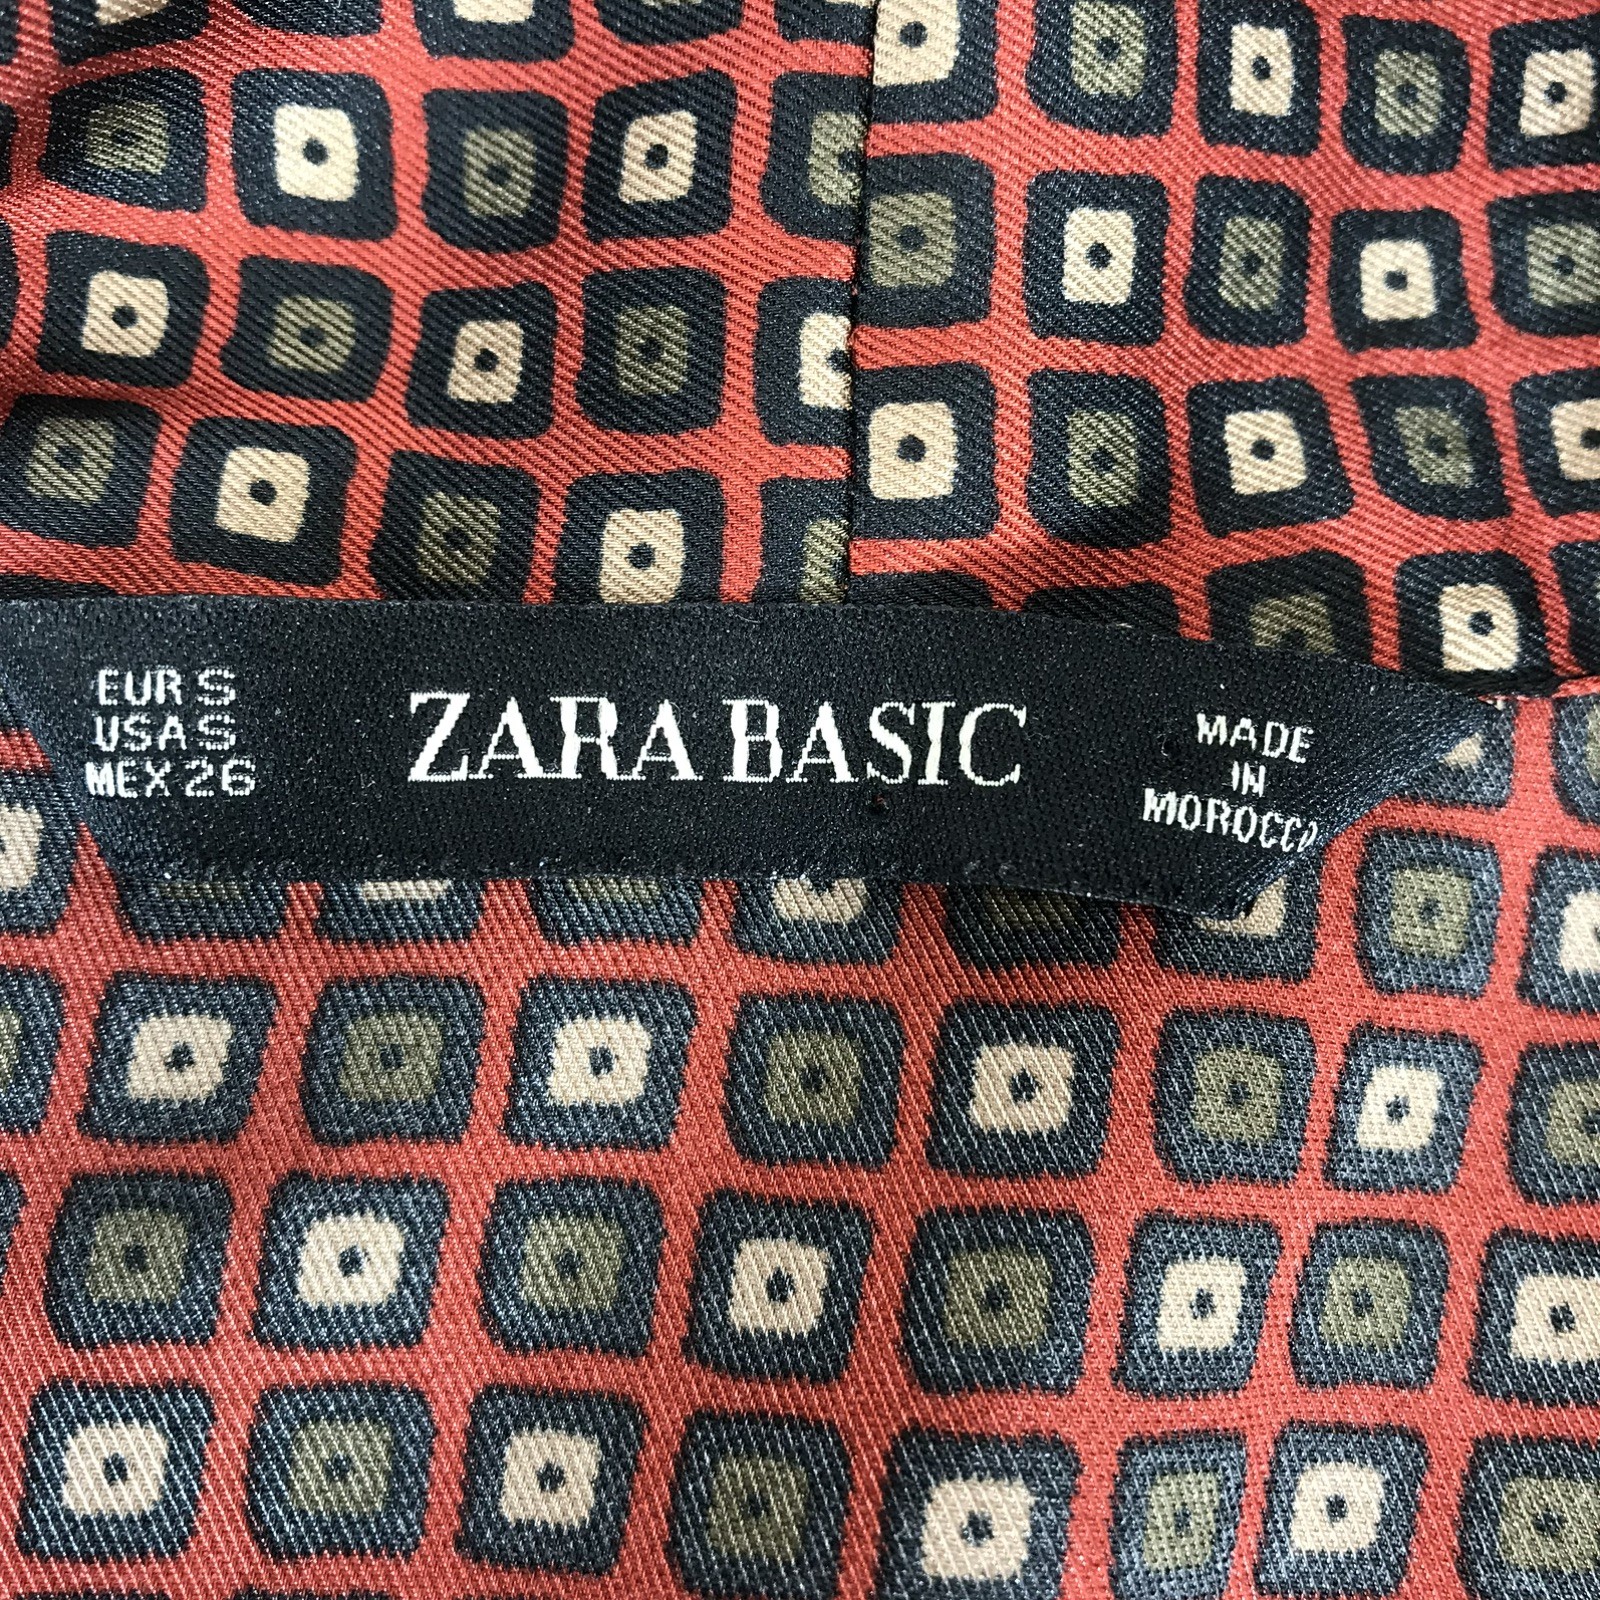 EUR S
USA S
MEX 26
ZARA BASIC
MADE
IN
MOROCCO